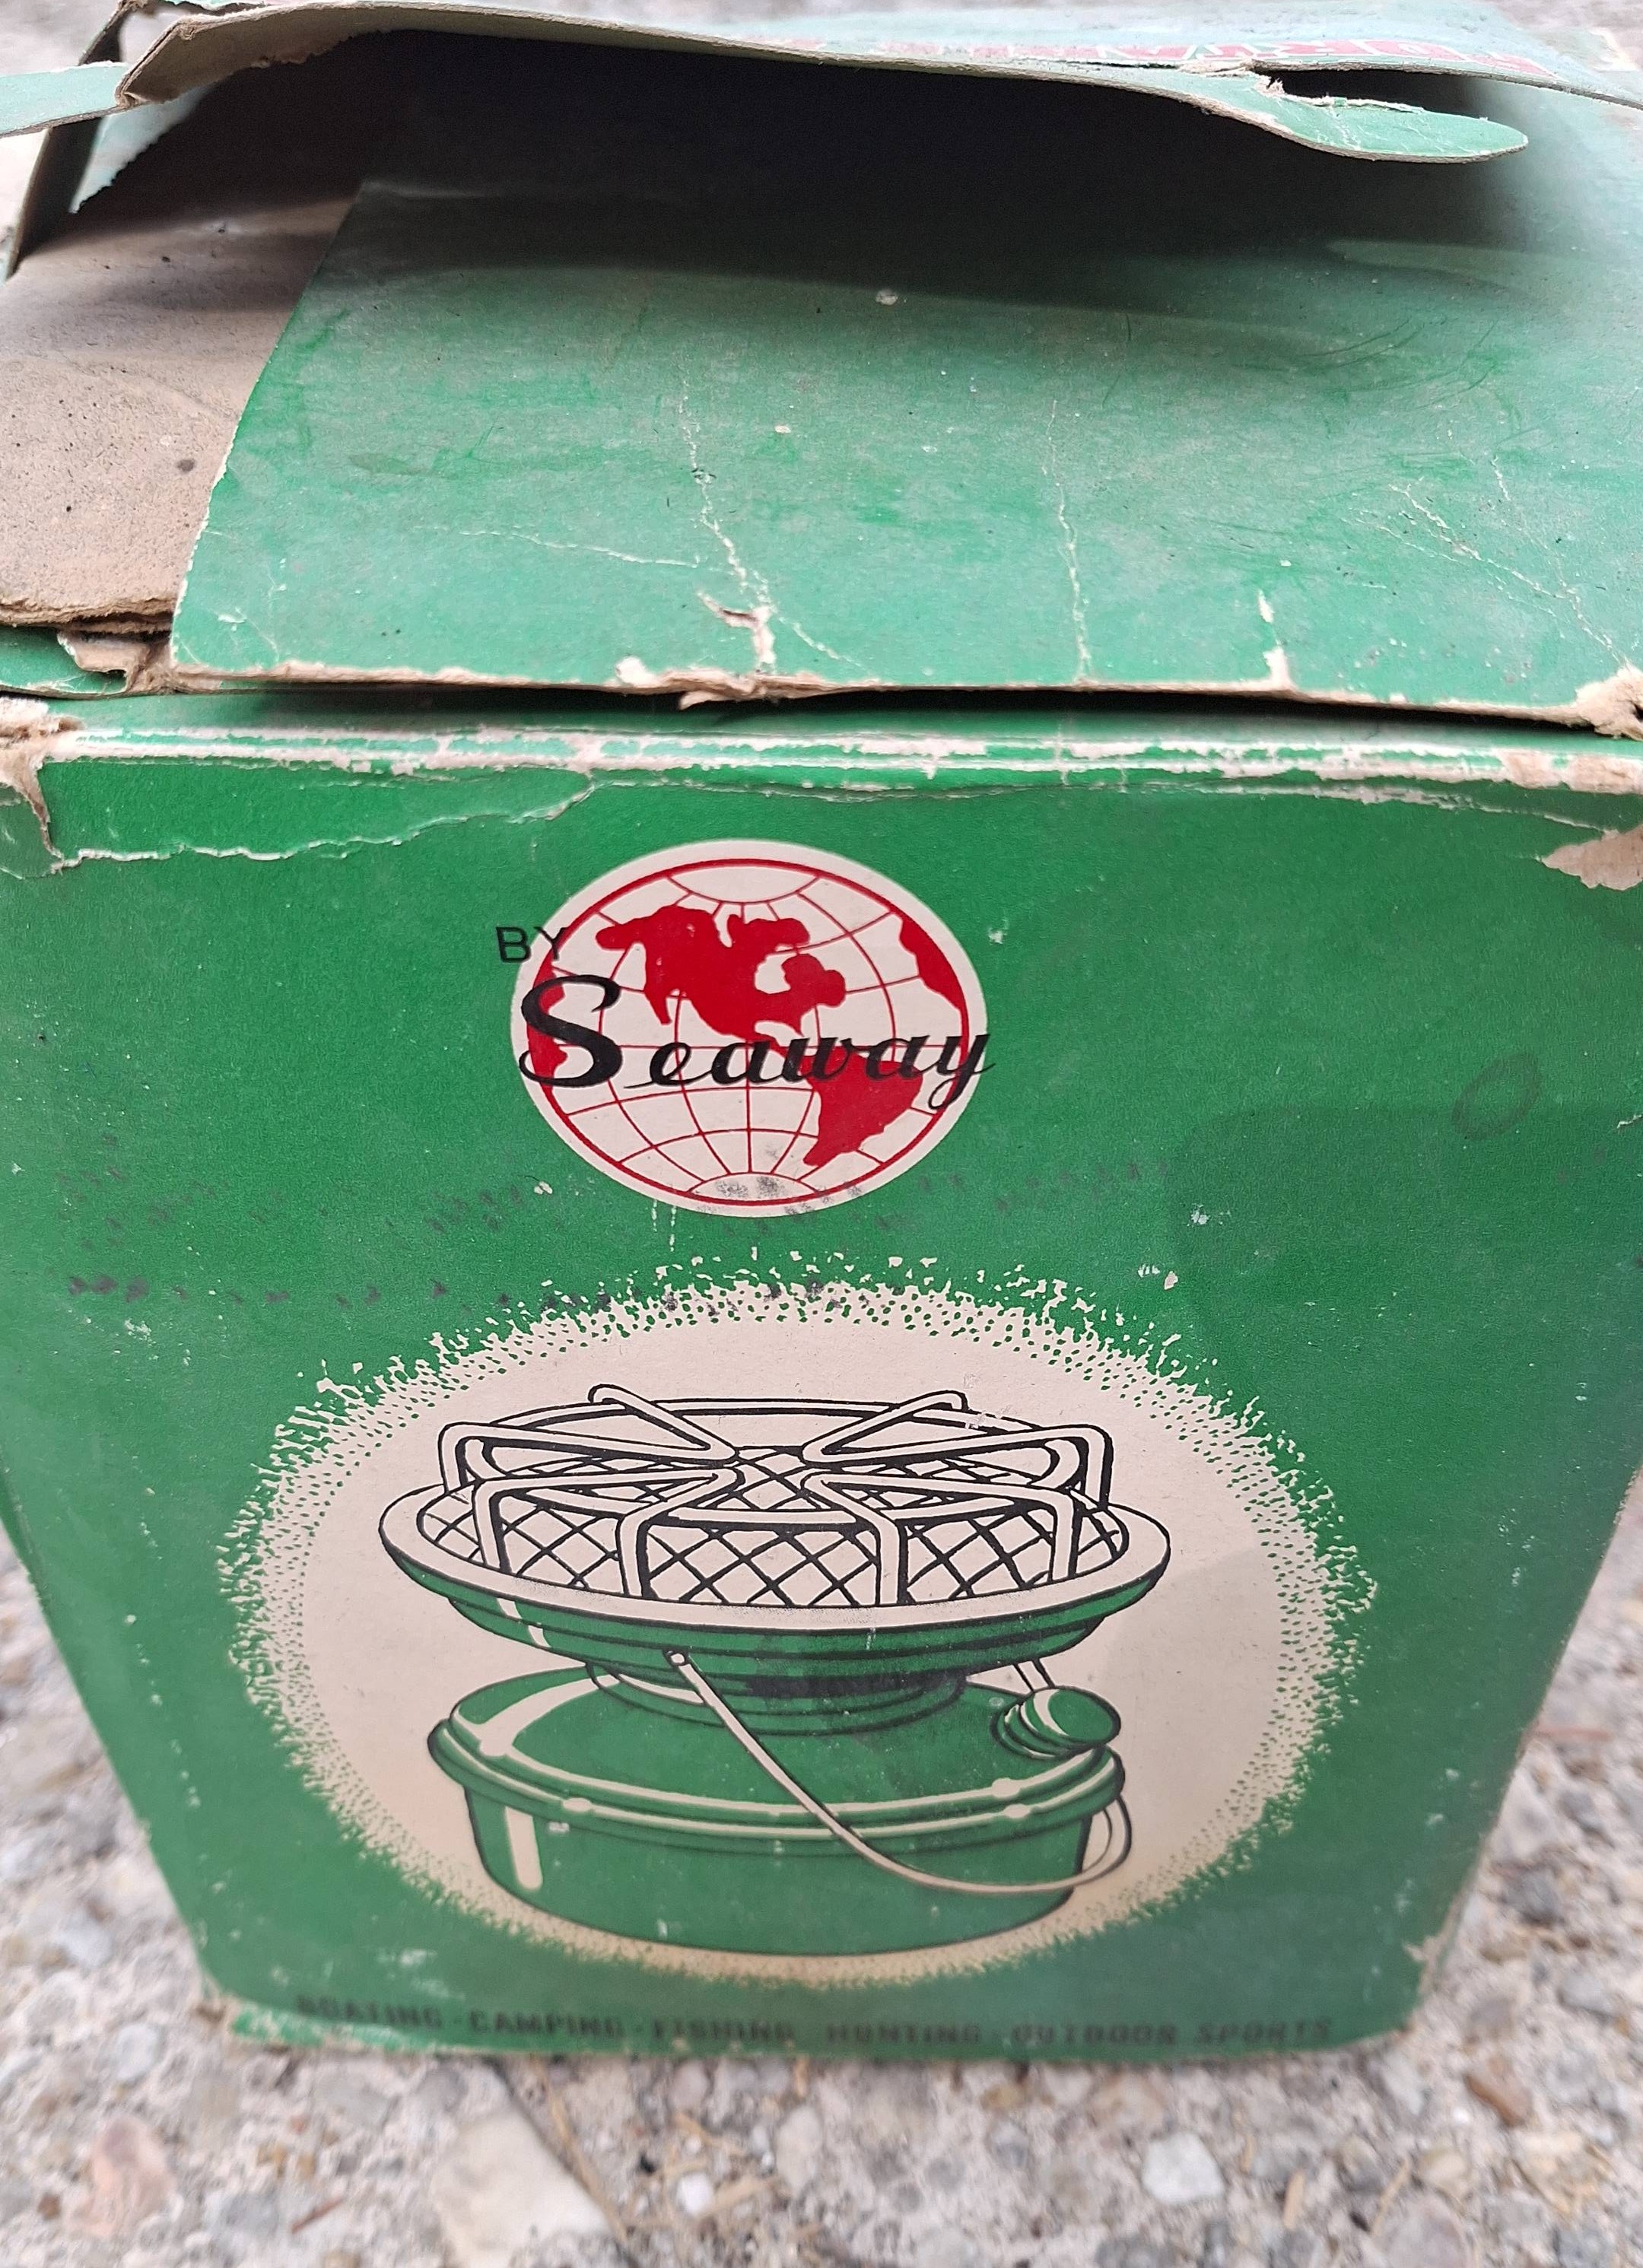 BY
Seaway
BOATING · CAMPING · FISHING HUNTING · OUTDOOR SPORTS